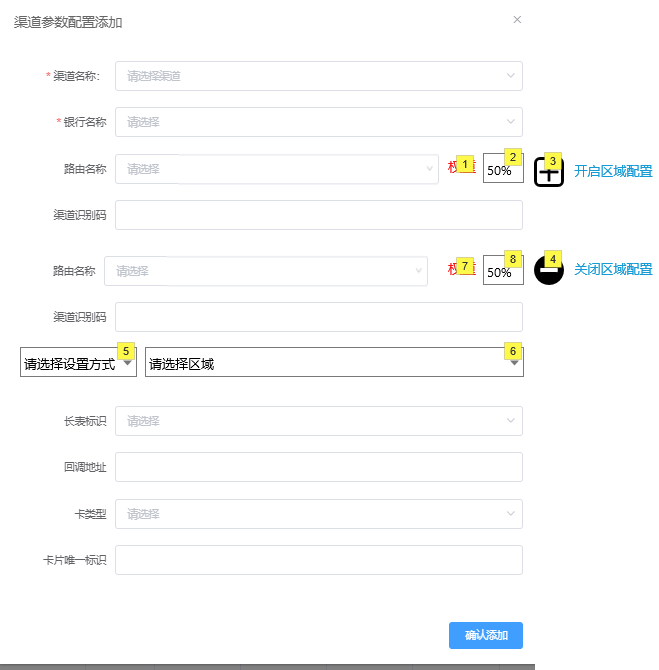 渠道参数配置添加
* 渠道名称: 请选择渠道
* 银行名称 请选择
路由名称 请选择 权重 1 50% 2 3 开启区域配置
渠道识别码
路由名称 请选择 权重 7 50% 8 4 关闭区域配置
渠道识别码
请选择设置方式 5 请选择区域 6
长表标识 请选择
回调地址
卡类型 请选择
卡片唯一标识
确认添加